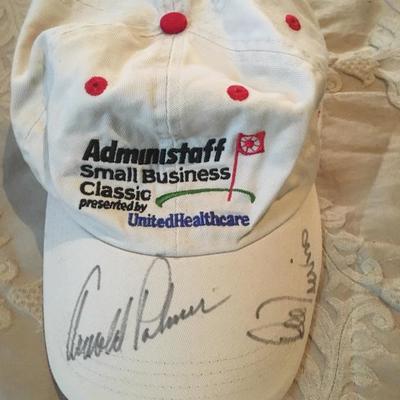 Administaff
Small Business
Classic
presented by
UnitedHealthcare
Arnold Palmer